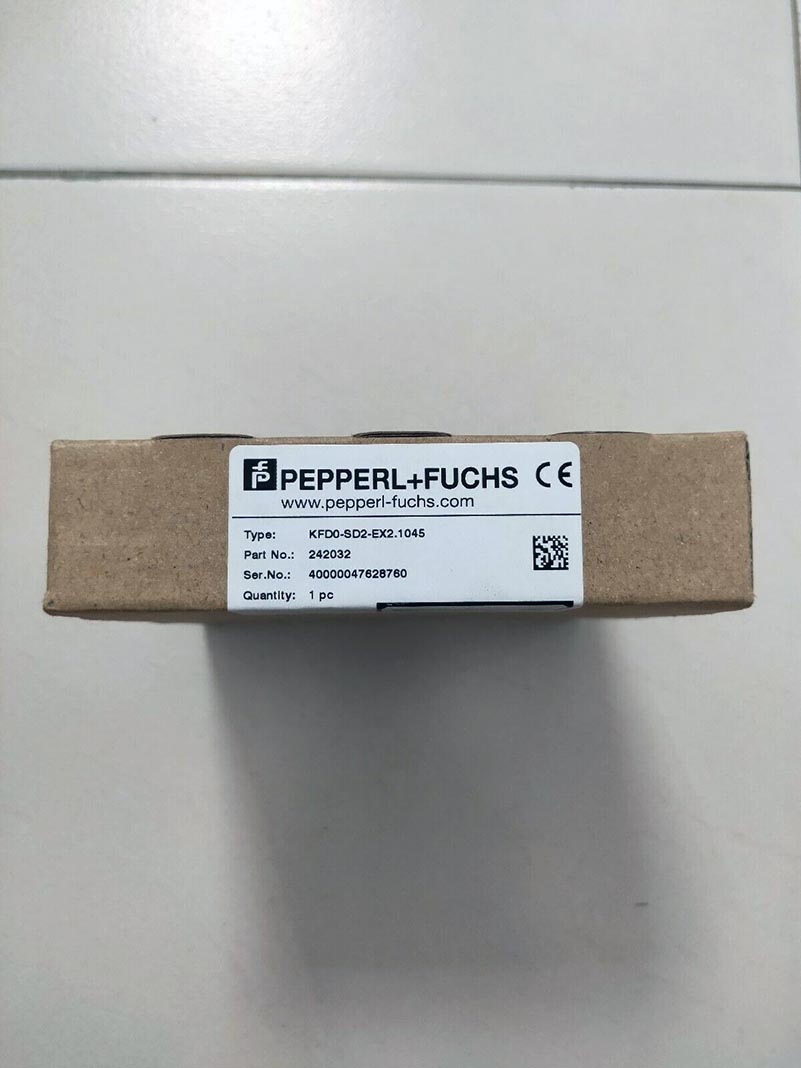 PEPPERL+FUCHS CE
www.pepperl-fuchs.com
Type: KFD0-SD2-EX2.1045
Part No.: 242032
Ser.No.: 40000047628760
Quantity: 1 pc